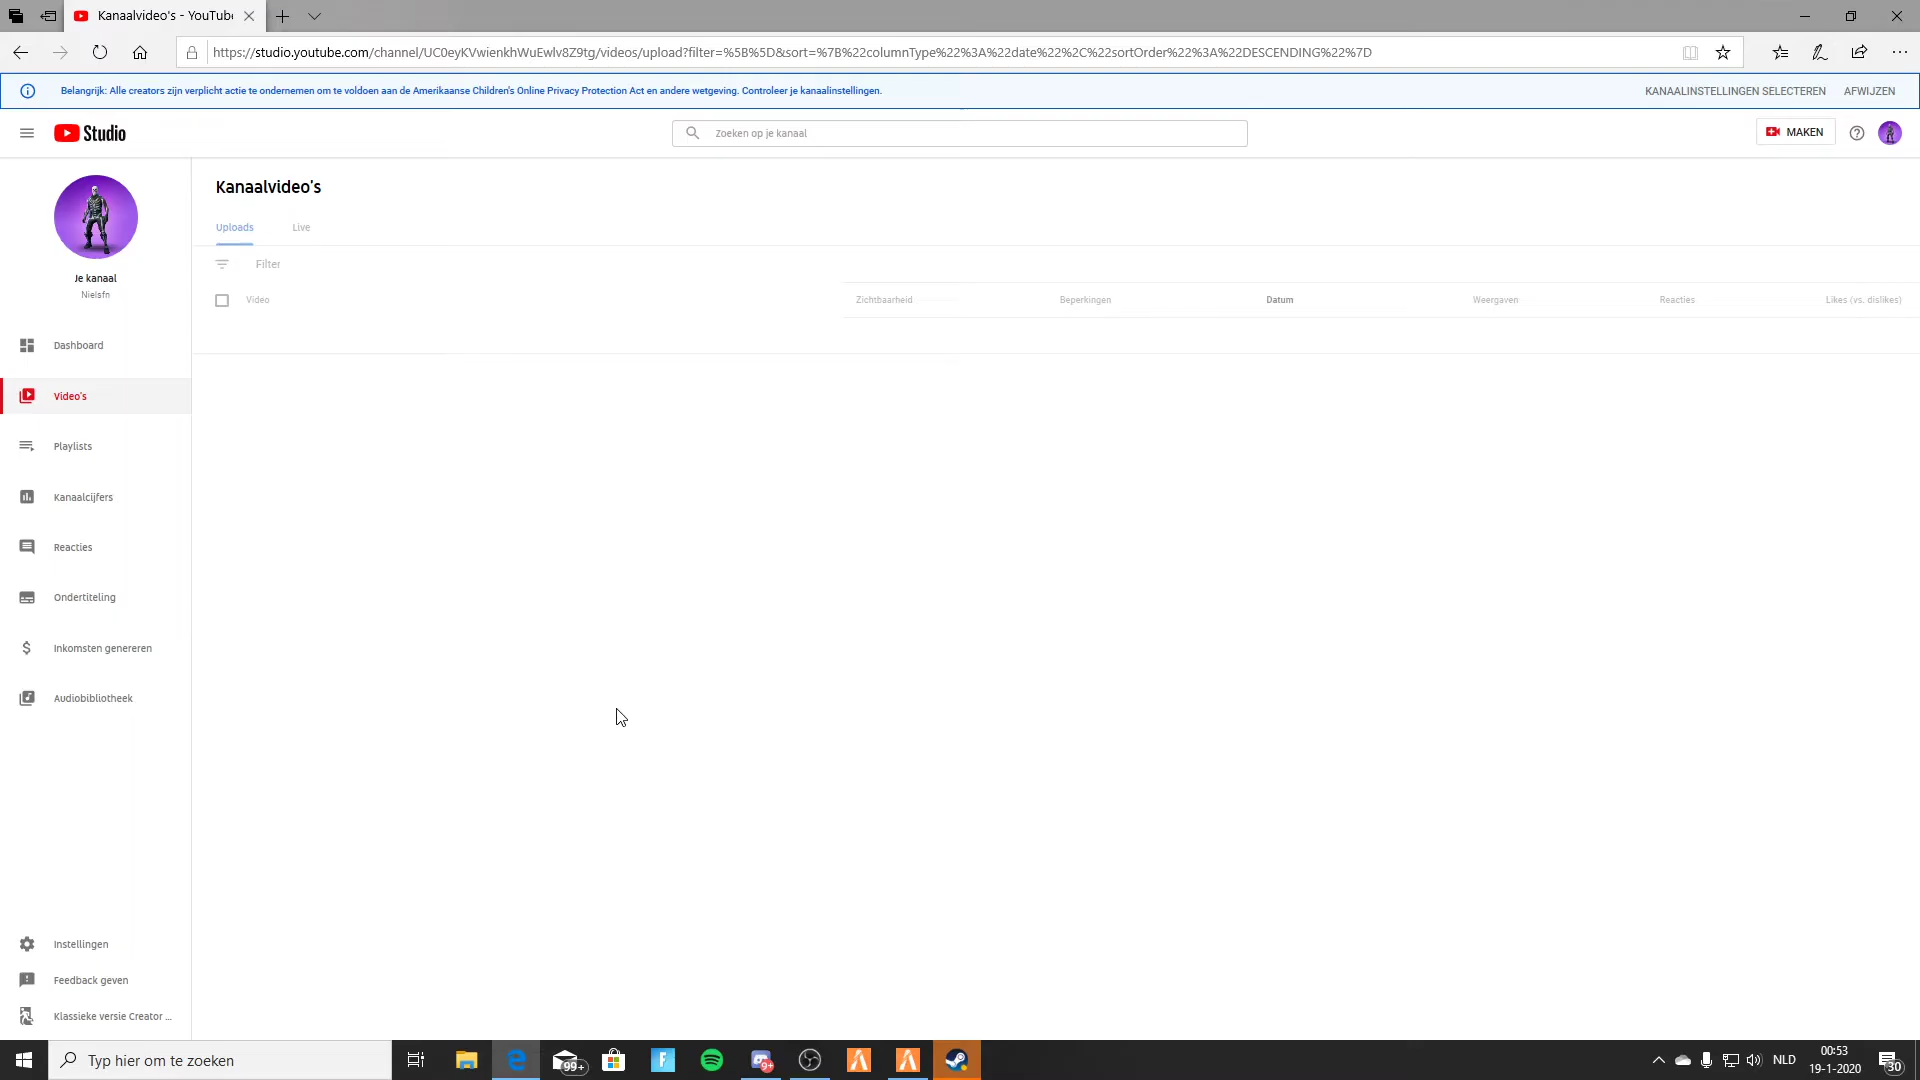 Kanaalvideo's - YouTube
https://studio.youtube.com/channel/UC0eyKVwienkhWuEwlv8Z9tg/videos/upload?filter=%5B%5D&sort=%7B%22columnType%22%3A%22date%22%2C%22sortOrder%22%3A%22DESCENDING%22%7D
Belangrijk: Alle creators zijn verplicht actie te ondernemen om te voldoen aan de Amerikaanse Children's Online Privacy Protection Act en andere wetgeving. Controleer je kanaalinstellingen. KANAALINSTELLINGEN SELECTEREN AFWIJZEN
Studio Zoeken op je kanaal MAKEN
Kanaalvideo's
Uploads Live
Filter
Video Zichtbaarheid Beperkingen Datum Weergaven Reacties Likes (vs. dislikes)
Je kanaal
Nielsfn
Dashboard
Video's
Playlists
Kanaalcijfers
Reacties
Ondertiteling
Inkomsten genereren
Audiobibliotheek
Instellingen
Feedback geven
Klassieke versie Creator ...
Typ hier om te zoeken 99+ 9+ NLD 00:53
19-1-2020 30